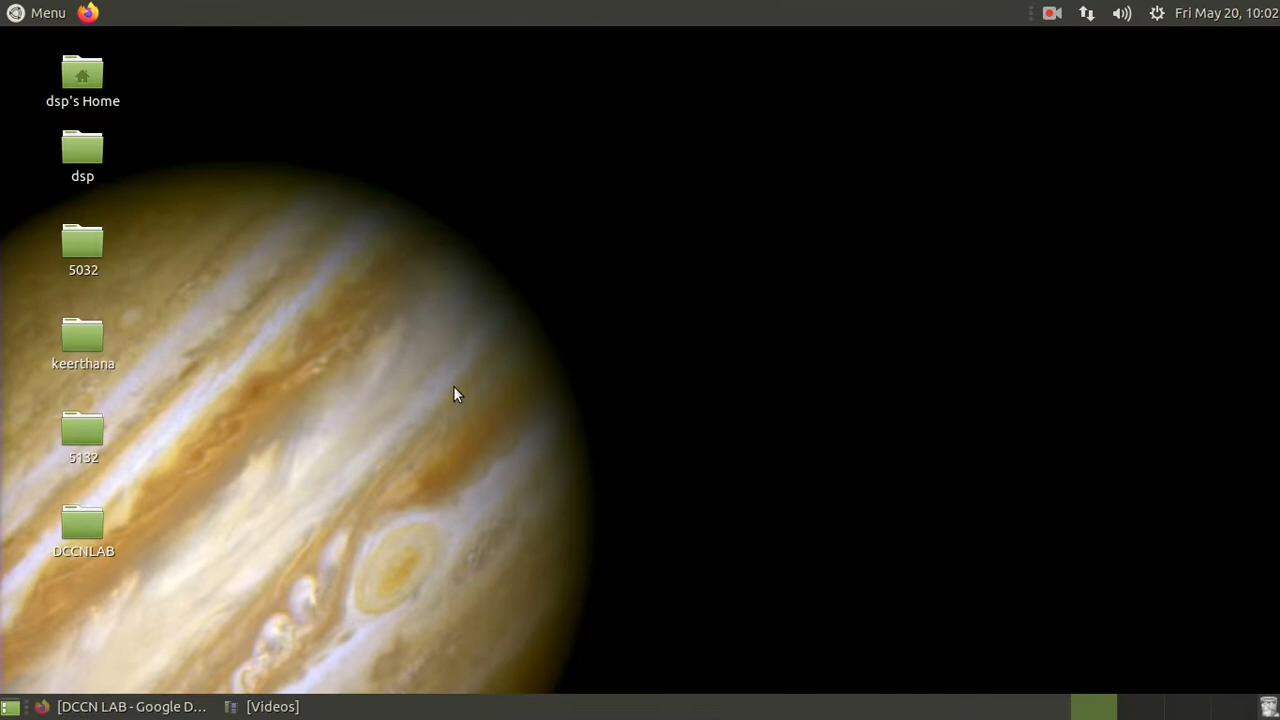 Menu
Fri May 20, 10:02
dsp's Home
dsp
5032
keerthana
5132
DCCNLAB
[DCCN LAB - Google D...
[Videos]